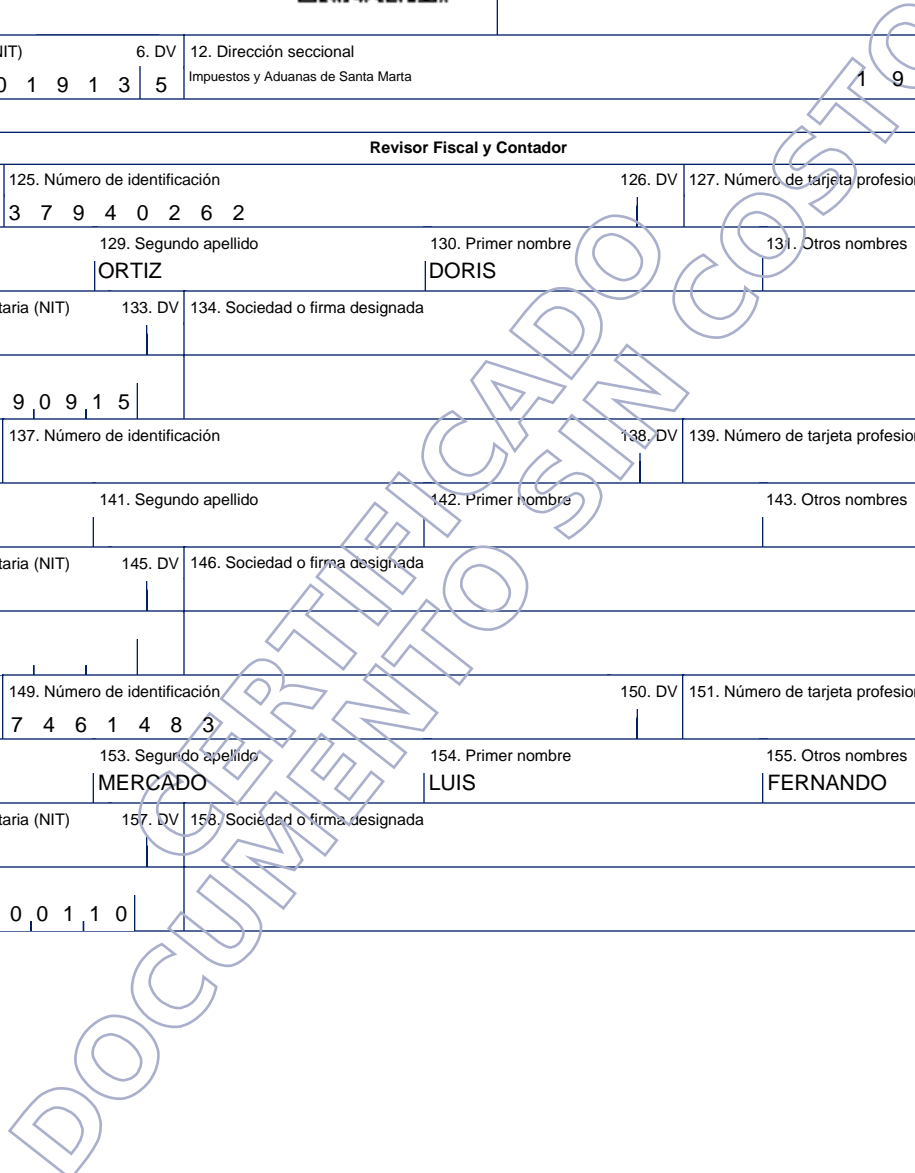 NIT) 6. DV 12. Dirección seccional
0 1 9 1 3 5 Impuestos y Aduanas de Santa Marta 1 9
Revisor Fiscal y Contador
125. Número de identificación 126. DV 127. Número de tarjeta profesion
3 7 9 4 0 2 6 2
129. Segundo apellido 130. Primer nombre 131. Otros nombres
ORTIZ DORIS
taria (NIT) 133. DV 134. Sociedad o firma designada
9 0 9 1 5
137. Número de identificación 138. DV 139. Número de tarjeta profesion
141. Segundo apellido 142. Primer nombre 143. Otros nombres
taria (NIT) 145. DV 146. Sociedad o firma designada
149. Número de identificación 150. DV 151. Número de tarjeta profesion
7 4 6 1 4 8 3
153. Segundo apellido 154. Primer nombre 155. Otros nombres
MERCADO LUIS FERNANDO
taria (NIT) 157. DV 158. Sociedad o firma designada
0 0 1 1 0
CERTIFICADO
DOCUMENTO SIN COSTO